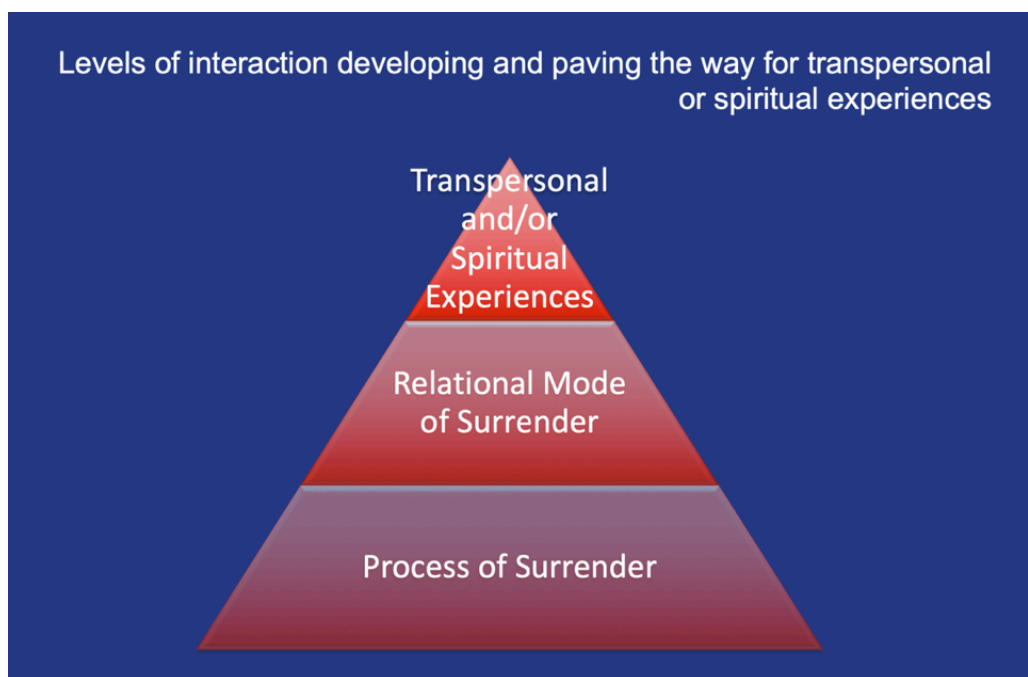 Levels of interaction developing and paving the way for transpersonal
or spiritual experiences
Transpersonal
and/or
Spiritual
Experiences
Relational Mode
of Surrender
Process of Surrender